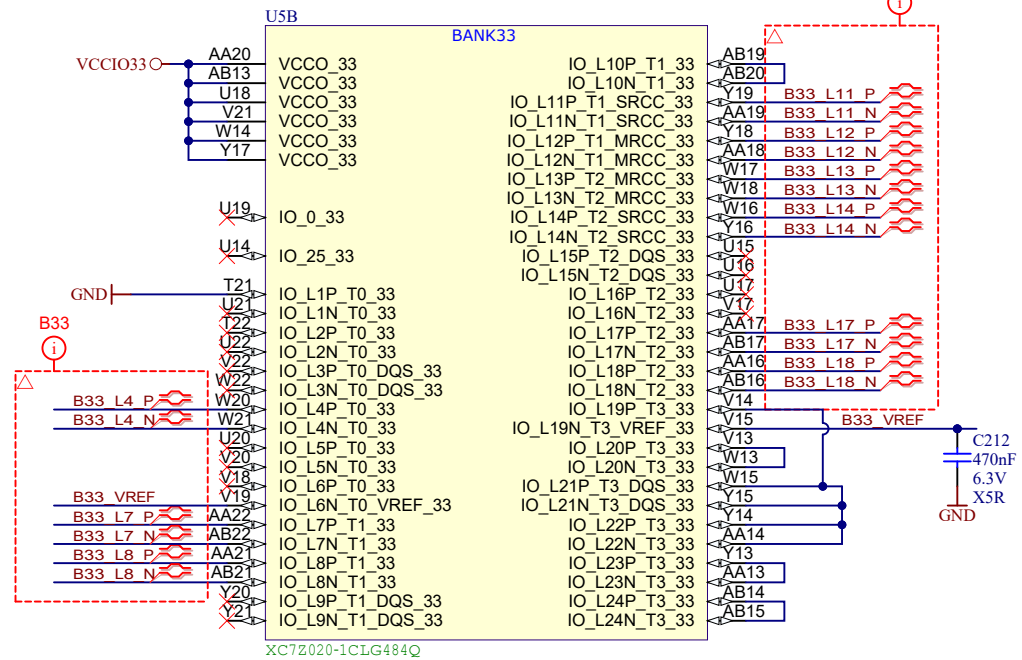 i
U5B
BANK33
VCCIO33
AA20 VCCO_33
AB13 VCCO_33
U18 VCCO_33
V21 VCCO_33
W14 VCCO_33
Y17 VCCO_33
U19 IO_0_33
U14 IO_25_33
GND T21 IO_L1P_T0_33
U21 IO_L1N_T0_33
T22 IO_L2P_T0_33
U22 IO_L2N_T0_33
V22 IO_L3P_T0_DQS_33
W22 IO_L3N_T0_DQS_33
B33
i
B33_L4_P W20 IO_L4P_T0_33
B33_L4_N W21 IO_L4N_T0_33
U20 IO_L5P_T0_33
V20 IO_L5N_T0_33
V18 IO_L6P_T0_33
B33_VREF V19 IO_L6N_T0_VREF_33
B33_L7_P AA22 IO_L7P_T1_33
B33_L7_N AB22 IO_L7N_T1_33
B33_L8_P AA21 IO_L8P_T1_33
B33_L8_N AB21 IO_L8N_T1_33
Y20 IO_L9P_T1_DQS_33
Y21 IO_L9N_T1_DQS_33
IO_L10P_T1_33 AB19
IO_L10N_T1_33 AB20
IO_L11P_T1_SRCC_33 Y19 B33_L11_P
IO_L11N_T1_SRCC_33 AA19 B33_L11_N
IO_L12P_T1_MRCC_33 Y18 B33_L12_P
IO_L12N_T1_MRCC_33 AA18 B33_L12_N
IO_L13P_T2_MRCC_33 W17 B33_L13_P
IO_L13N_T2_MRCC_33 W18 B33_L13_N
IO_L14P_T2_SRCC_33 W16 B33_L14_P
IO_L14N_T2_SRCC_33 Y16 B33_L14_N
IO_L15P_T2_DQS_33 U15
IO_L15N_T2_DQS_33 U16
IO_L16P_T2_33 U17
IO_L16N_T2_33 V17
IO_L17P_T2_33 AA17 B33_L17_P
IO_L17N_T2_33 AB17 B33_L17_N
IO_L18P_T2_33 AA16 B33_L18_P
IO_L18N_T2_33 AB16 B33_L18_N
IO_L19P_T3_33 V14
IO_L19N_T3_VREF_33 V15 B33_VREF
IO_L20P_T3_33 V13
IO_L20N_T3_33 W13
IO_L21P_T3_DQS_33 W15
IO_L21N_T3_DQS_33 Y15
IO_L22P_T3_33 Y14
IO_L22N_T3_33 AA14
IO_L23P_T3_33 Y13
IO_L23N_T3_33 AA13
IO_L24P_T3_33 AB14
IO_L24N_T3_33 AB15
C212
470nF
6.3V
X5R
GND
XC7Z020-1CLG484Q